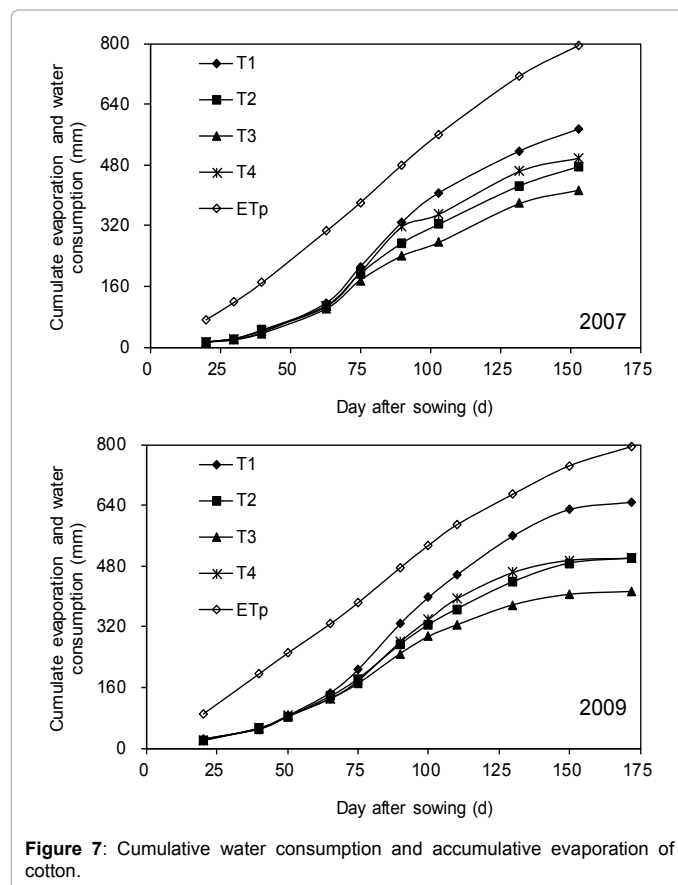 800
640
480
320
160
0
Cumulate evaporation and water
consumption (mm)
T1
T2
T3
T4
ETp
2007
0 25 50 75 100 125 150 175
Day after sowing (d)
800
640
480
320
160
0
Cumulate evaporation and water
consumption (mm)
T1
T2
T3
T4
ETp
2009
0 25 50 75 100 125 150 175
Day after sowing (d)
Figure 7: Cumulative water consumption and accumulative evaporation of
cotton.